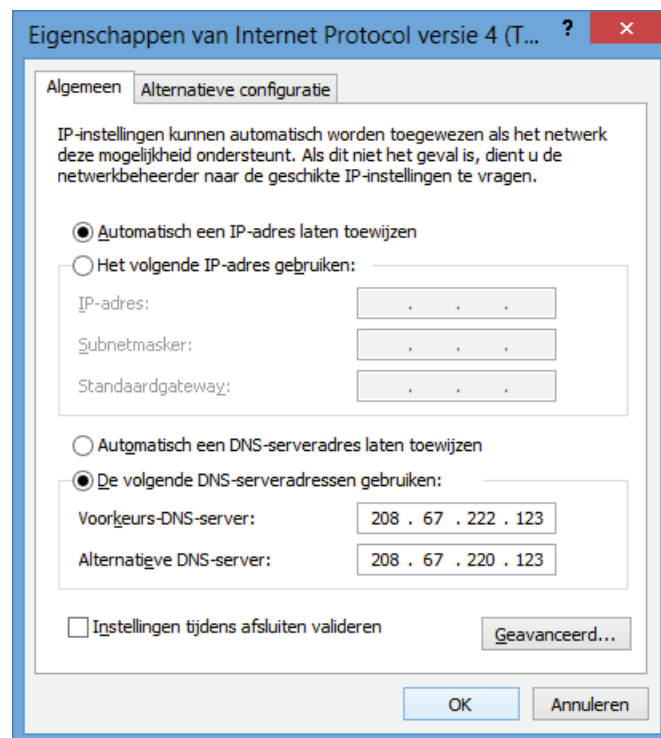 Eigenschappen van Internet Protocol versie 4 (T... ? ×
Algemeen Alternatieve configuratie
IP-instellingen kunnen automatisch worden toegewezen als het netwerk
deze mogelijkheid ondersteunt. Als dit niet het geval is, dient u de
netwerkbeheerder naar de geschikte IP-instellingen te vragen.
Automatisch een IP-adres laten toewijzen
Het volgende IP-adres gebruiken:
IP-adres: . . .
Subnetmasker: . . .
Standaardgateway: . . .
Automatisch een DNS-serveradres laten toewijzen
De volgende DNS-serveradressen gebruiken:
Voorkeurs-DNS-server: 208 . 67 . 222 . 123
Alternatieve DNS-server: 208 . 67 . 220 . 123
Instellingen tijdens afsluiten valideren
Geavanceerd...
OK Annuleren